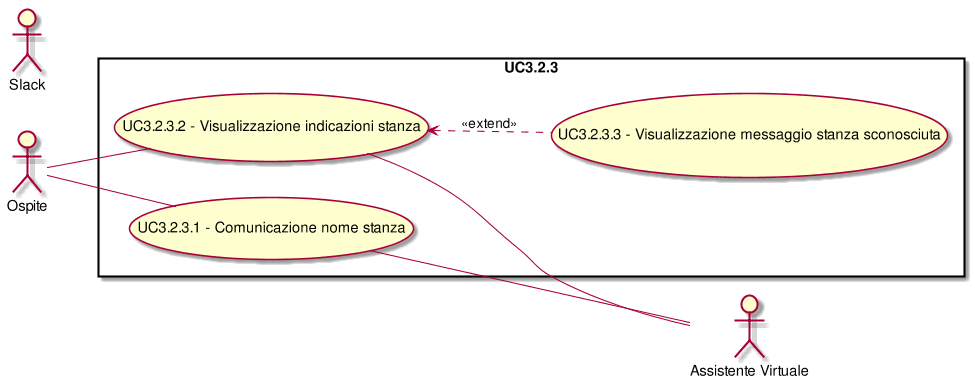 Slack
UC3.2.3
UC3.2.3.2 - Visualizzazione indicazioni stanza
«extend»
UC3.2.3.3 - Visualizzazione messaggio stanza sconosciuta
Ospite
UC3.2.3.1 - Comunicazione nome stanza
Assistente Virtuale